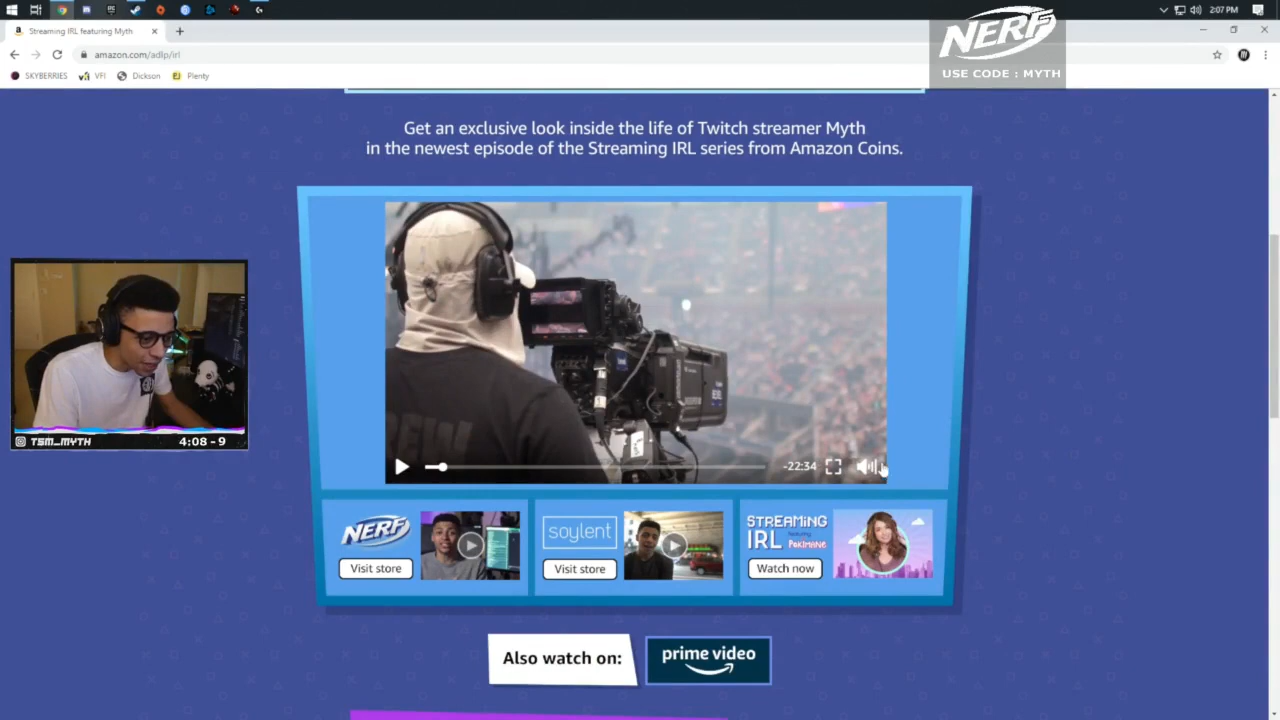 2:07 PM
Streaming IRL featuring Myth
amazon.com/adlp/irl
SKYBERRIES
VFI
Dickson
Plenty
NERF
USE CODE : MYTH
Get an exclusive look inside the life of Twitch streamer Myth
in the newest episode of the Streaming IRL series from Amazon Coins.
-22:34
TSM_MYTH
4:08 - 9
NERF
Visit store
soylent
Visit store
STREAMING
IRL featuring
POKIMANE
Watch now
Also watch on:
prime video